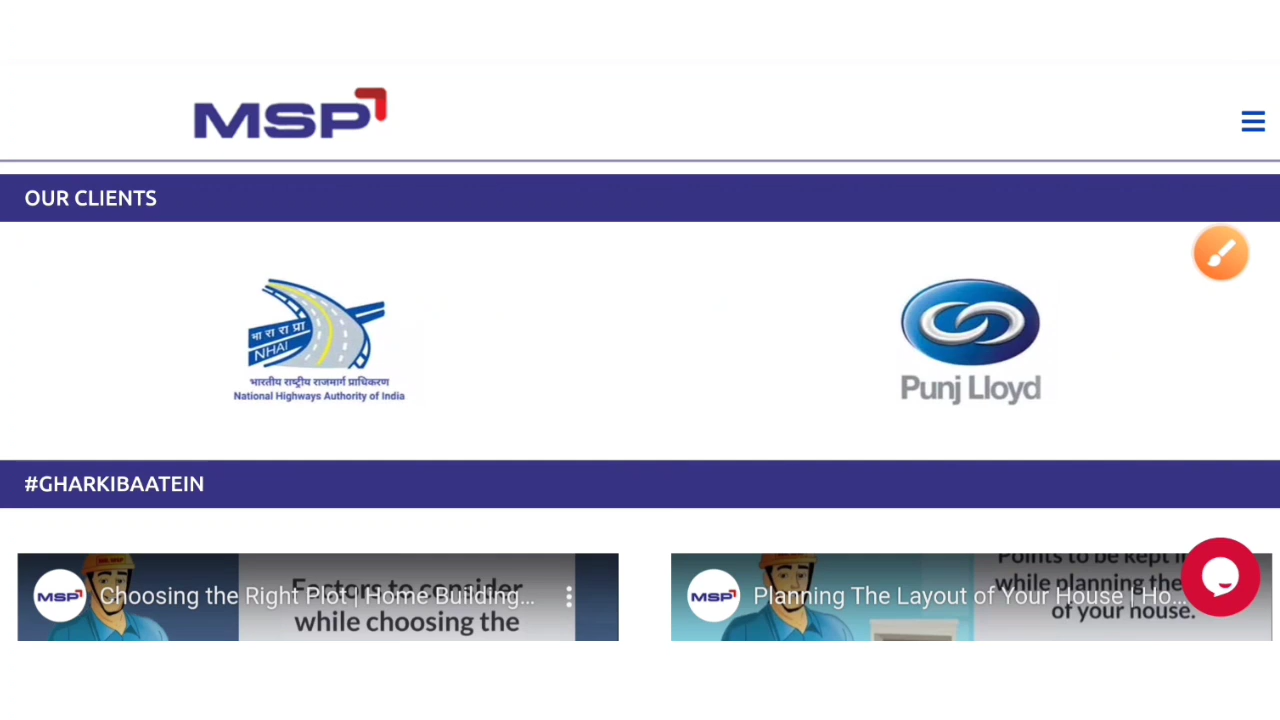 MSP
OUR CLIENTS
भा रा रा प्रा
NHAI
भारतीय राष्ट्रीय राजमार्ग प्राधिकरण
National Highways Authority of India
Punj Lloyd
#GHARKIBAATEIN
MSP
Choosing the Right Plot | Home Building...
Factors to consider
while choosing the
MSP
Planning The Layout of Your House | Ho...
Points to be kept in
while planning the
of your house.